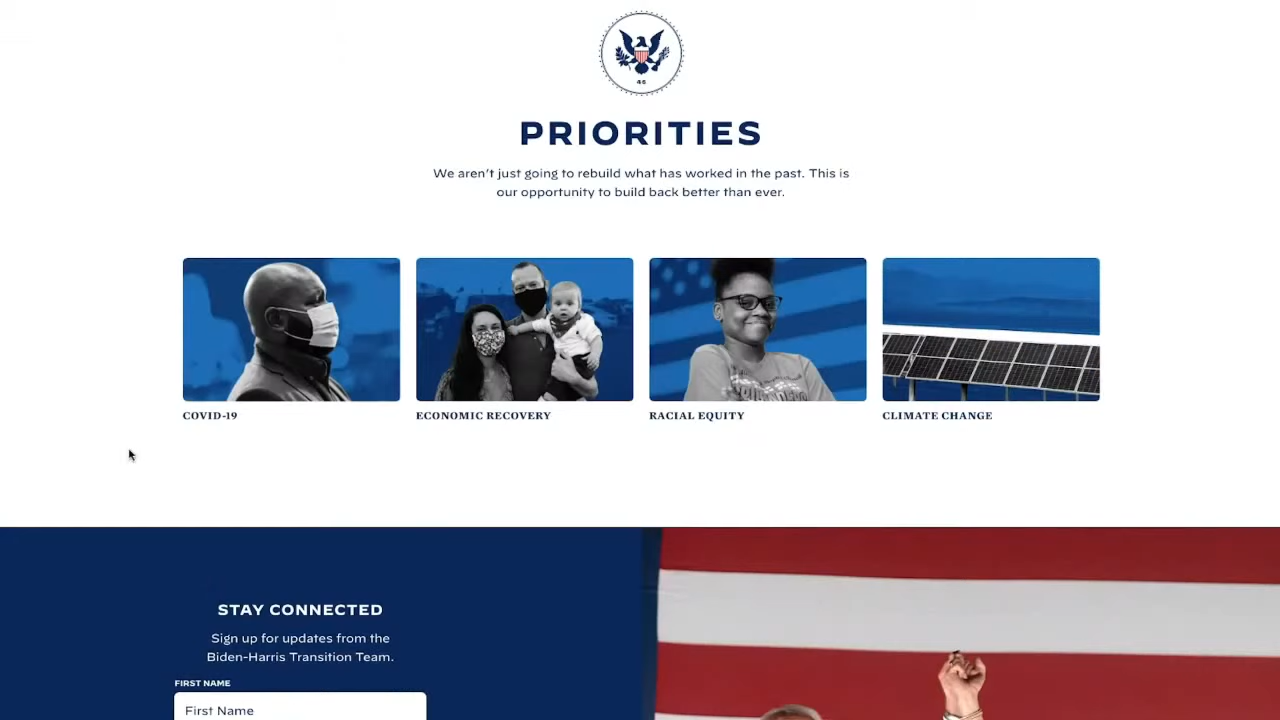 46
PRIORITIES
We aren't just going to rebuild what has worked in the past. This is
our opportunity to build back better than ever.
COVID-19
ECONOMIC RECOVERY
RACIAL EQUITY
CLIMATE CHANGE
STAY CONNECTED
Sign up for updates from the
Biden-Harris Transition Team.
FIRST NAME
First Name